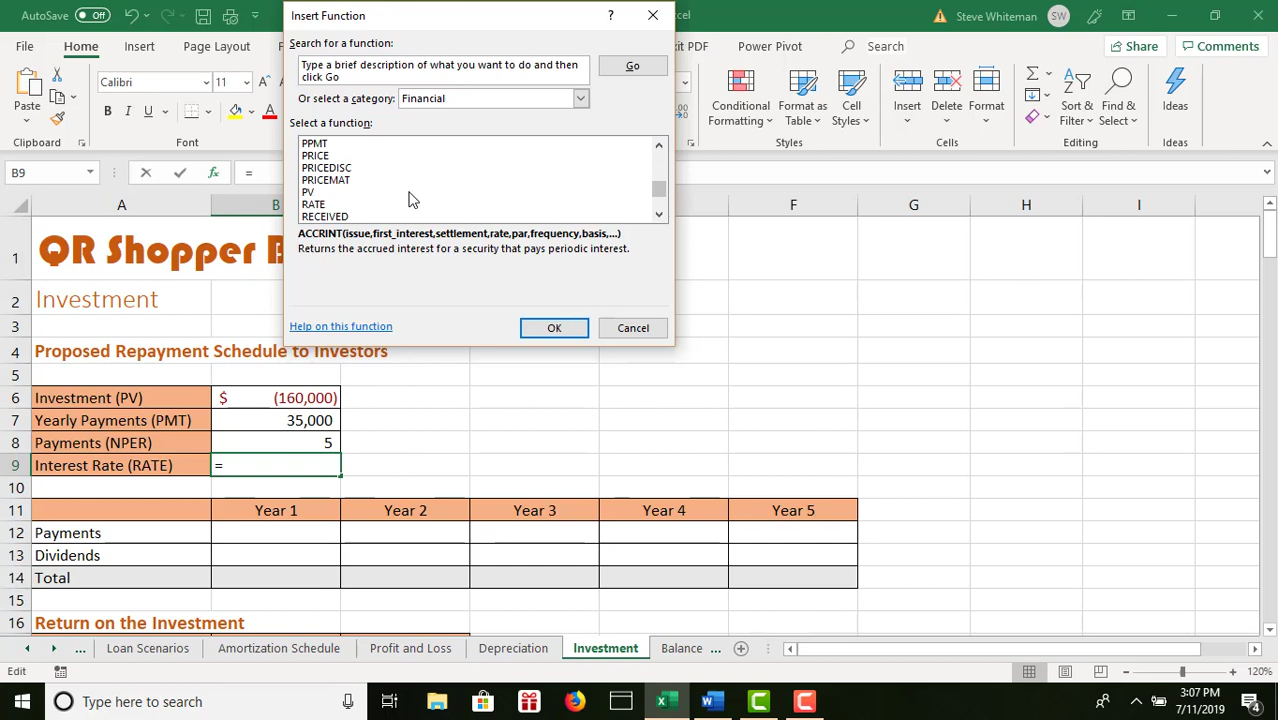 AutoSave Off
Insert Function
?
Search for a function:
Type a brief description of what you want to do and then
click Go
Go
Or select a category: Financial
Select a function:
PPMT
PRICE
PRICEDISC
PRICEMAT
PV
RATE
RECEIVED
ACCRINT(issue,first_interest,settlement,rate,par,frequency,basis,...)
Returns the accrued interest for a security that pays periodic interest.
Help on this function
OK
Cancel
Excel
Steve Whiteman SW
File Home Insert Page Layout
Power Pivot Search Share Comments
Paste
Calibri 11
B I U A
Clipboard
Font
Conditional
Formatting
Format as
Table
Cell
Styles
Styles
Insert
Delete
Format
Cells
Sort &
Filter
Find &
Select
Editing
Ideas
Ideas
B9 fx =
A B F G H I
1 QR Shopper B
2 Investment
3
4 Proposed Repayment Schedule to Investors
5
6 Investment (PV) $ (160,000)
7 Yearly Payments (PMT) 35,000
8 Payments (NPER) 5
9 Interest Rate (RATE) =
10
11 Year 1 Year 2 Year 3 Year 4 Year 5
12 Payments
13 Dividends
14 Total
15
16 Return on the Investment
... Loan Scenarios Amortization Schedule Profit and Loss Depreciation Investment Balance ...
Edit
120%
Type here to search
3:07 PM
7/11/2019
4